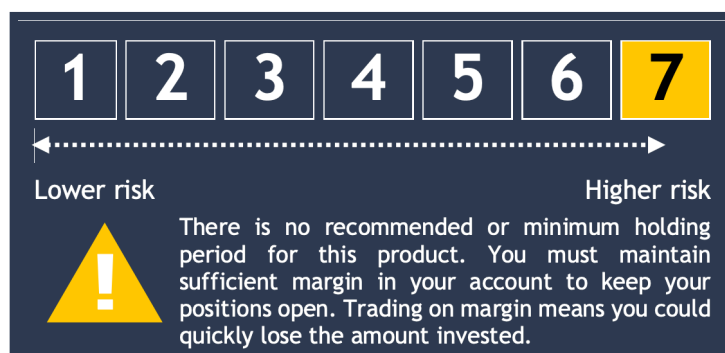 1 2 3 4 5 6 7
Lower risk Higher risk
!
There is no recommended or minimum holding
period for this product. You must maintain
sufficient margin in your account to keep your
positions open. Trading on margin means you could
quickly lose the amount invested.